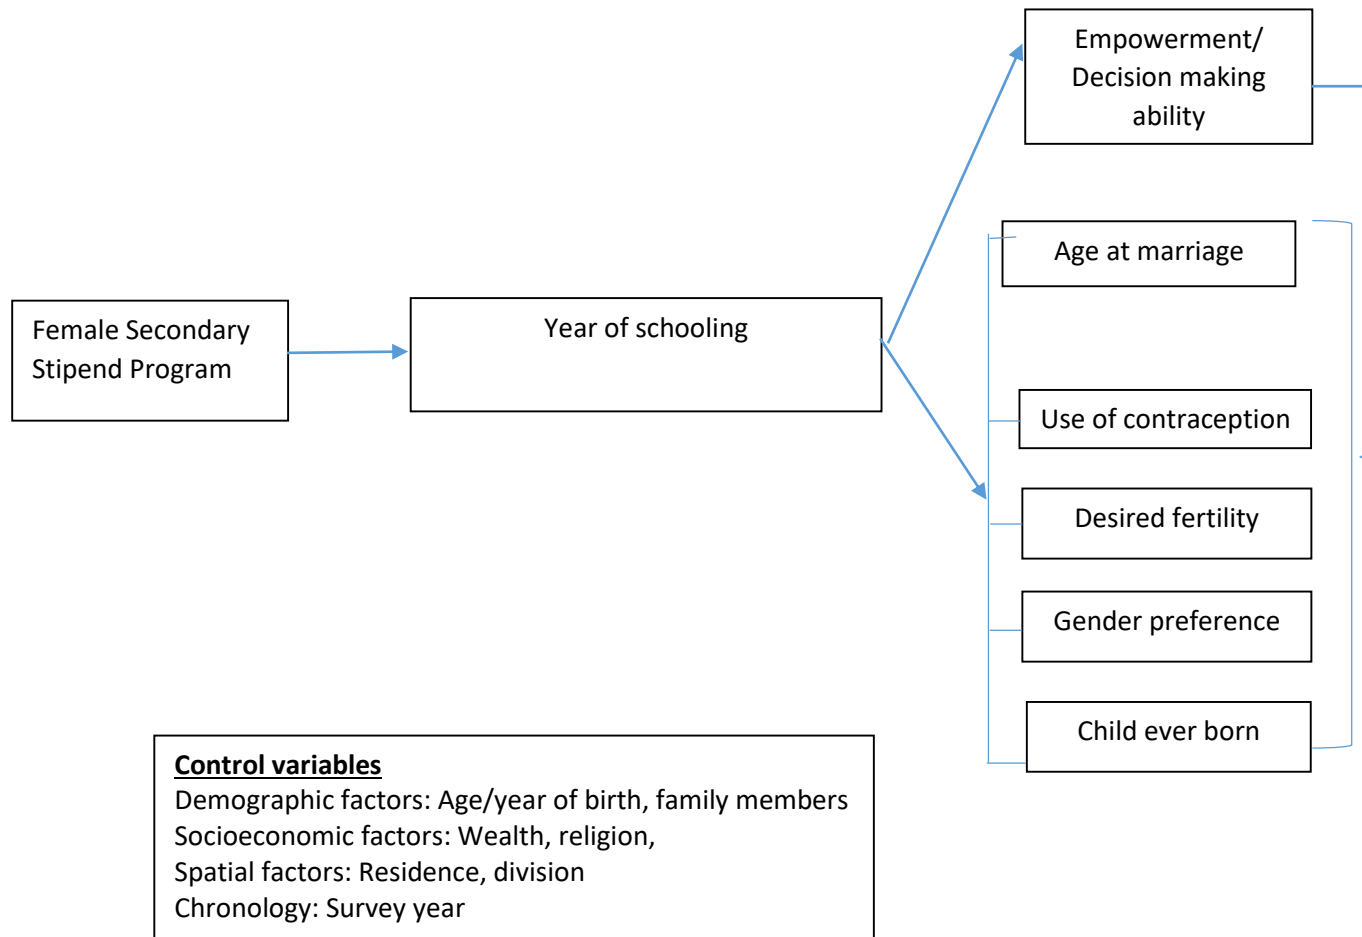 Empowerment/
Decision making
ability
Age at marriage
Female Secondary
Stipend Program
Year of schooling
Use of contraception
Desired fertility
Gender preference
Child ever born
Control variables
Demographic factors: Age/year of birth, family members
Socioeconomic factors: Wealth, religion,
Spatial factors: Residence, division
Chronology: Survey year